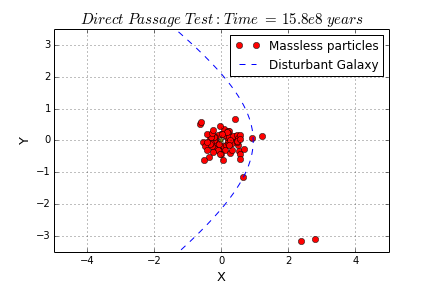 Direct Passage Test: Time = 15.8e8 years
Massless particles
Disturbant Galaxy
3
2
1
0
−1
−2
−3
Y
−4
−2
0
2
4
X